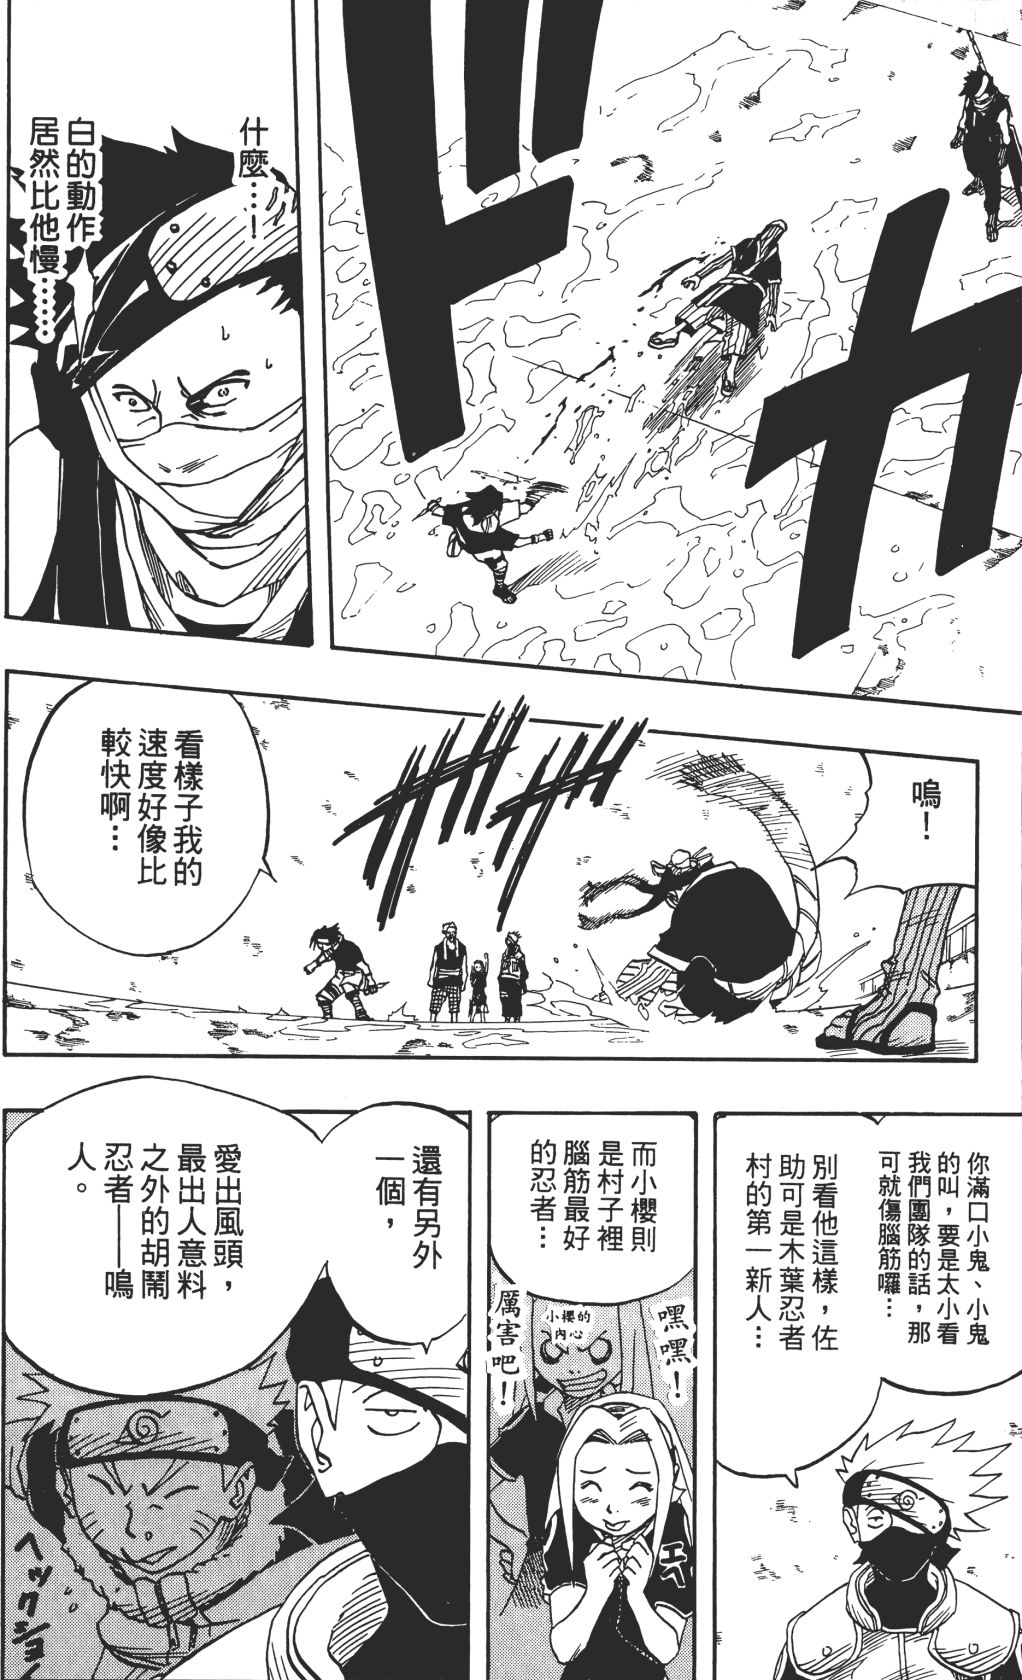 ドガ
什麼…！
白的動作
居然比他慢……
嗚！
ガガ
看樣子我的
速度好像比
較快啊…
你滿口小鬼、小鬼
的叫，要是太小看
我們團隊的話，那
可就傷腦筋囉…
別看他這樣，佐
助可是木葉忍者
村的第一新人…
而小櫻則
是村子裡
腦筋最好
的忍者…
嘿嘿！
小櫻的
內心
厲害吧！
還有另外
一個，
愛出風頭，
最出人意料
之外的胡鬧
忍者——鳴
人。
ヘックショー